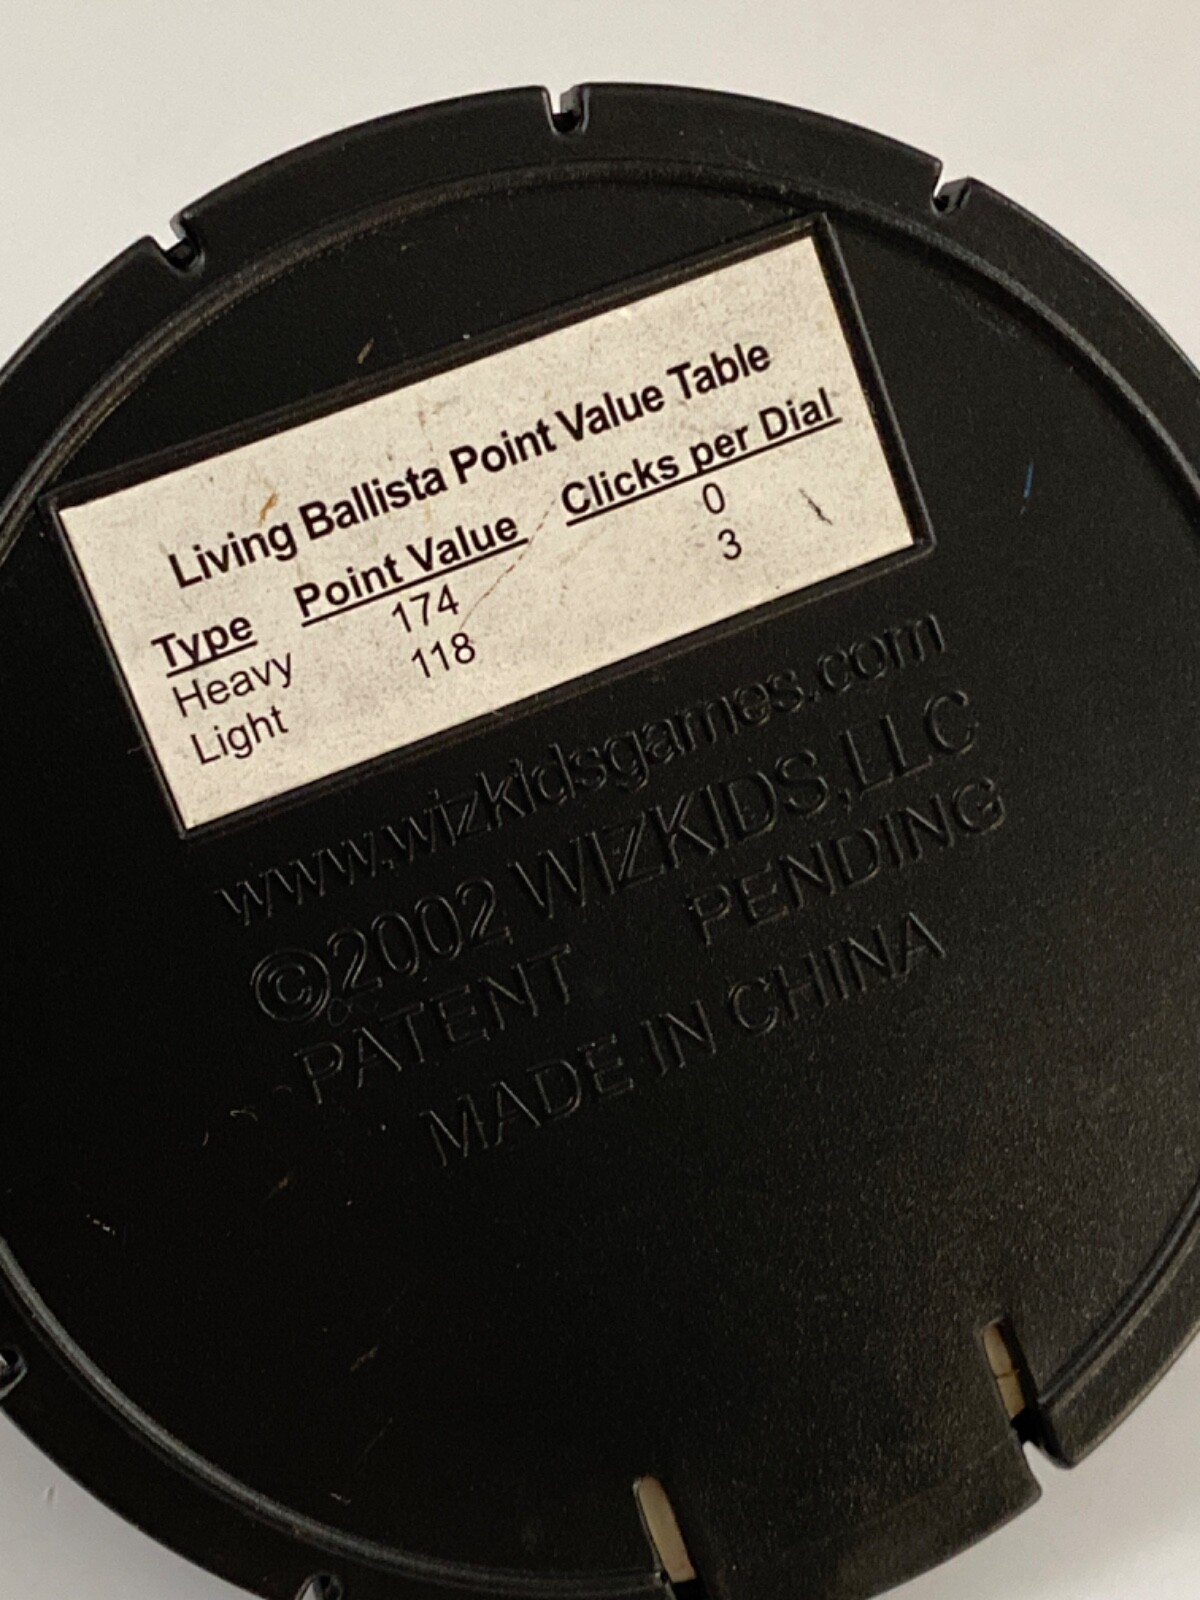 Living Ballista Point Value Table
Type Point Value Clicks per Dial
Heavy 174 0
Light 118 3
www.wizkidsgames.com
©2002 WIZKIDS,LLC
PATENT PENDING
MADE IN CHINA